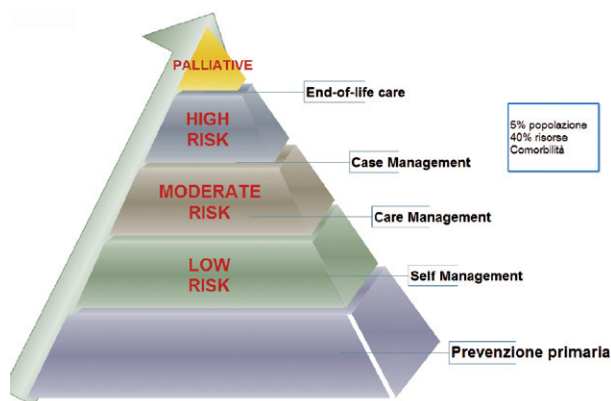 PALLIATIVE
End-of-life care
HIGH
RISK
5% popolazione
40% risorse
Comorbilità
Case Management
MODERATE
RISK
Care Management
LOW
RISK
Self Management
Prevenzione primaria